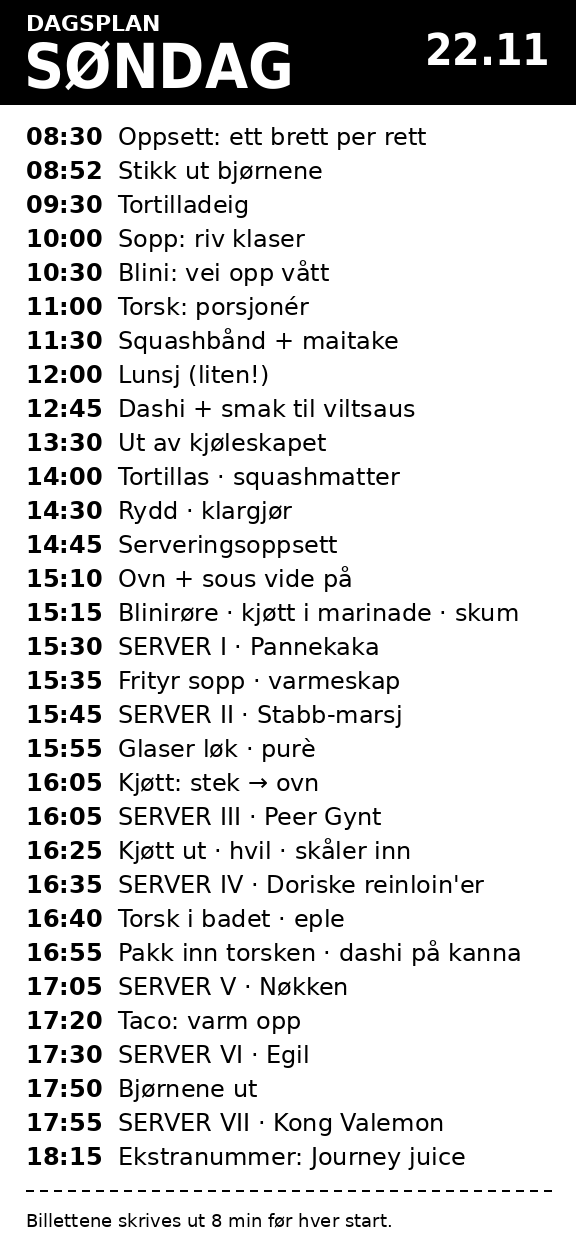 DAGSPLAN
SØNDAG
22.11
08:30 Oppsett: ett brett per rett
08:52 Stikk ut bjørnene
09:30 Tortilladeig
10:00 Sopp: riv klaser
10:30 Blini: vei opp vått
11:00 Torsk: porsjonér
11:30 Squashbånd + maitake
12:00 Lunsj (liten!)
12:45 Dashi + smak til viltsaus
13:30 Ut av kjøleskapet
14:00 Tortillas · squashmatter
14:30 Rydd · klargjør
14:45 Serveringsoppsett
15:10 Ovn + sous vide på
15:15 Blinirøre · kjøtt i marinade · skum
15:30 SERVER I · Pannekaka
15:35 Frityr sopp · varmeskap
15:45 SERVER II · Stabb-marsj
15:55 Glaser løk · purè
16:05 Kjøtt: stek → ovn
16:05 SERVER III · Peer Gynt
16:25 Kjøtt ut · hvil · skåler inn
16:35 SERVER IV · Doriske reinloin'er
16:40 Torsk i badet · eple
16:55 Pakk inn torsken · dashi på kanna
17:05 SERVER V · Nøkken
17:20 Taco: varm opp
17:30 SERVER VI · Egil
17:50 Bjørnene ut
17:55 SERVER VII · Kong Valemon
18:15 Ekstranummer: Journey juice
Billettene skrives ut 8 min før hver start.